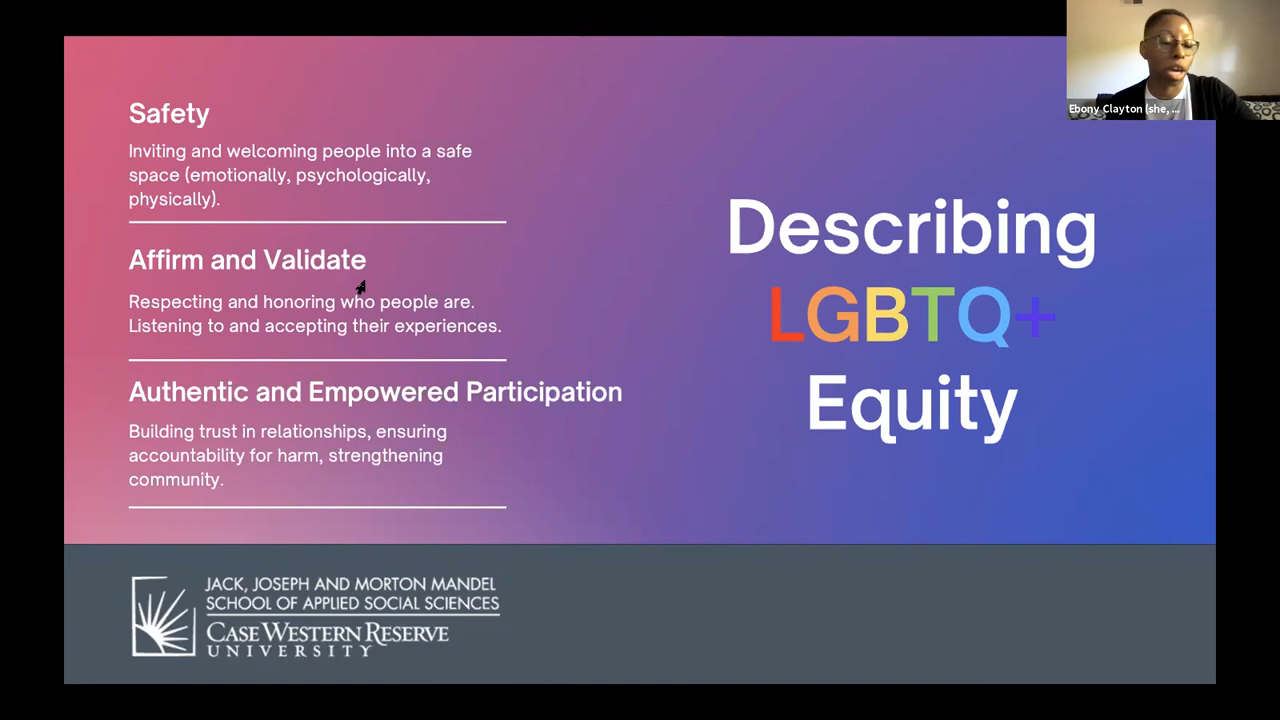 Safety
Inviting and welcoming people into a safe
space (emotionally, psychologically,
physically).
Affirm and Validate
Respecting and honoring who people are.
Listening to and accepting their experiences.
Authentic and Empowered Participation
Building trust in relationships, ensuring
accountability for harm, strengthening
community.
Describing
LGBTQ+
Equity
Ebony Clayton (she, ...
JACK, JOSEPH AND MORTON MANDEL
SCHOOL OF APPLIED SOCIAL SCIENCES
CASE WESTERN RESERVE
UNIVERSITY